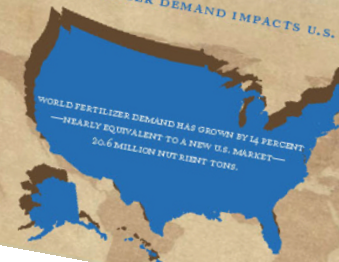 DEMAND IMPACTS U.S.
WORLD FERTILIZER DEMAND HAS GROWN BY 14 PERCENT
—NEARLY EQUIVALENT TO A NEW U.S. MARKET—
20.6 MILLION NUTRIENT TONS.